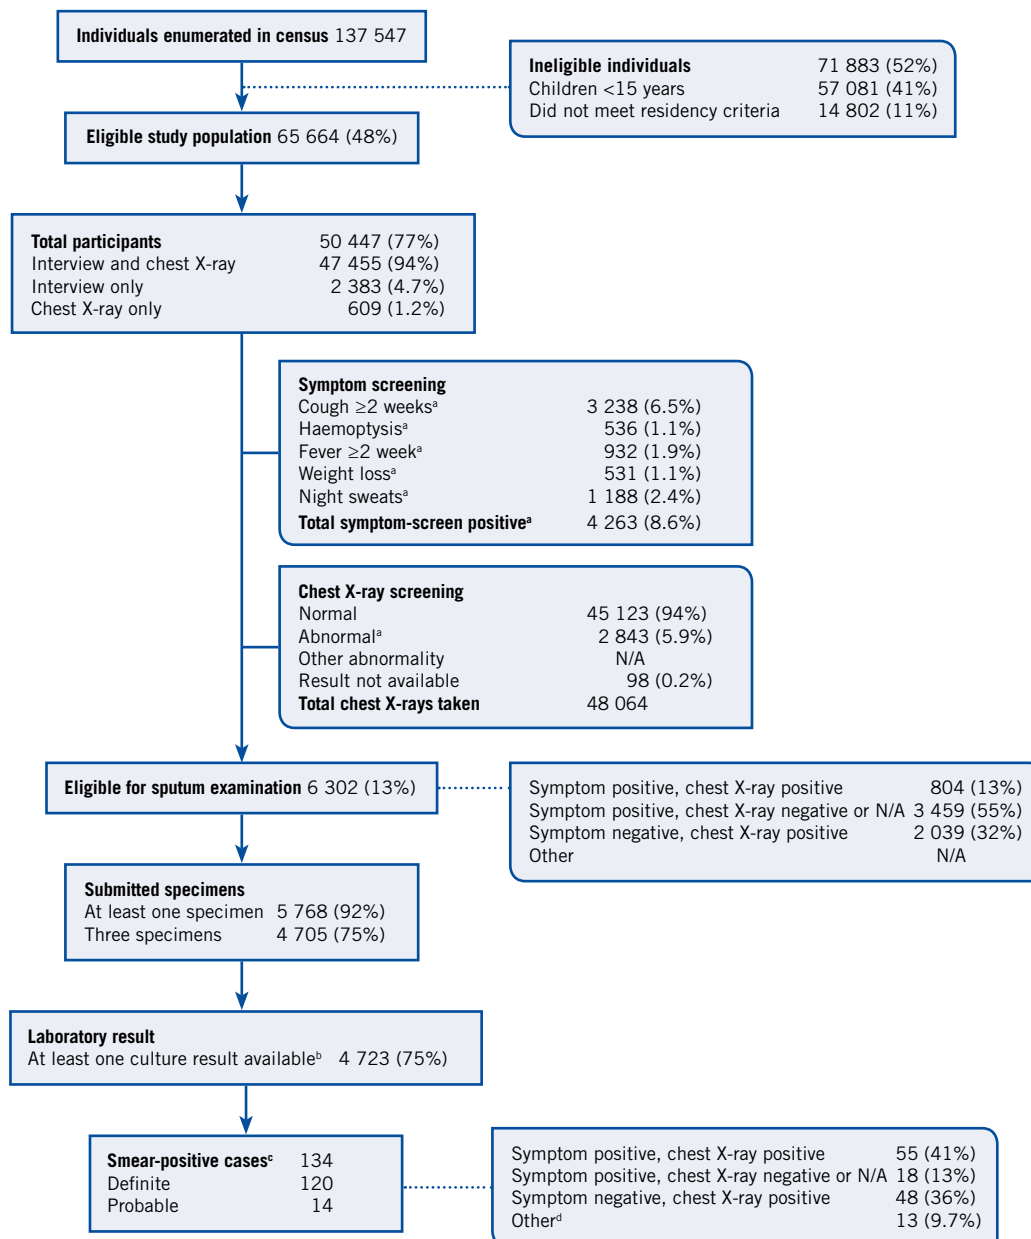 Individuals enumerated in census 137 547
Ineligible individuals 71 883 (52%)
Children <15 years 57 081 (41%)
Did not meet residency criteria 14 802 (11%)
Eligible study population 65 664 (48%)
Total participants 50 447 (77%)
Interview and chest X-ray 47 455 (94%)
Interview only 2 383 (4.7%)
Chest X-ray only 609 (1.2%)
Symptom screening
Cough ≥2 weeksᵃ 3 238 (6.5%)
Haemoptysisᵃ 536 (1.1%)
Fever ≥2 weekᵃ 932 (1.9%)
Weight lossᵃ 531 (1.1%)
Night sweatsᵃ 1 188 (2.4%)
Total symptom-screen positiveᵃ 4 263 (8.6%)
Chest X-ray screening
Normal 45 123 (94%)
Abnormalᵃ 2 843 (5.9%)
Other abnormality N/A
Result not available 98 (0.2%)
Total chest X-rays taken 48 064
Eligible for sputum examination 6 302 (13%)
Symptom positive, chest X-ray positive 804 (13%)
Symptom positive, chest X-ray negative or N/A 3 459 (55%)
Symptom negative, chest X-ray positive 2 039 (32%)
Other N/A
Submitted specimens
At least one specimen 5 768 (92%)
Three specimens 4 705 (75%)
Laboratory result
At least one culture result availableᵇ 4 723 (75%)
Smear-positive casesᶜ 134
Definite 120
Probable 14
Symptom positive, chest X-ray positive 55 (41%)
Symptom positive, chest X-ray negative or N/A 18 (13%)
Symptom negative, chest X-ray positive 48 (36%)
Otherᵈ 13 (9.7%)